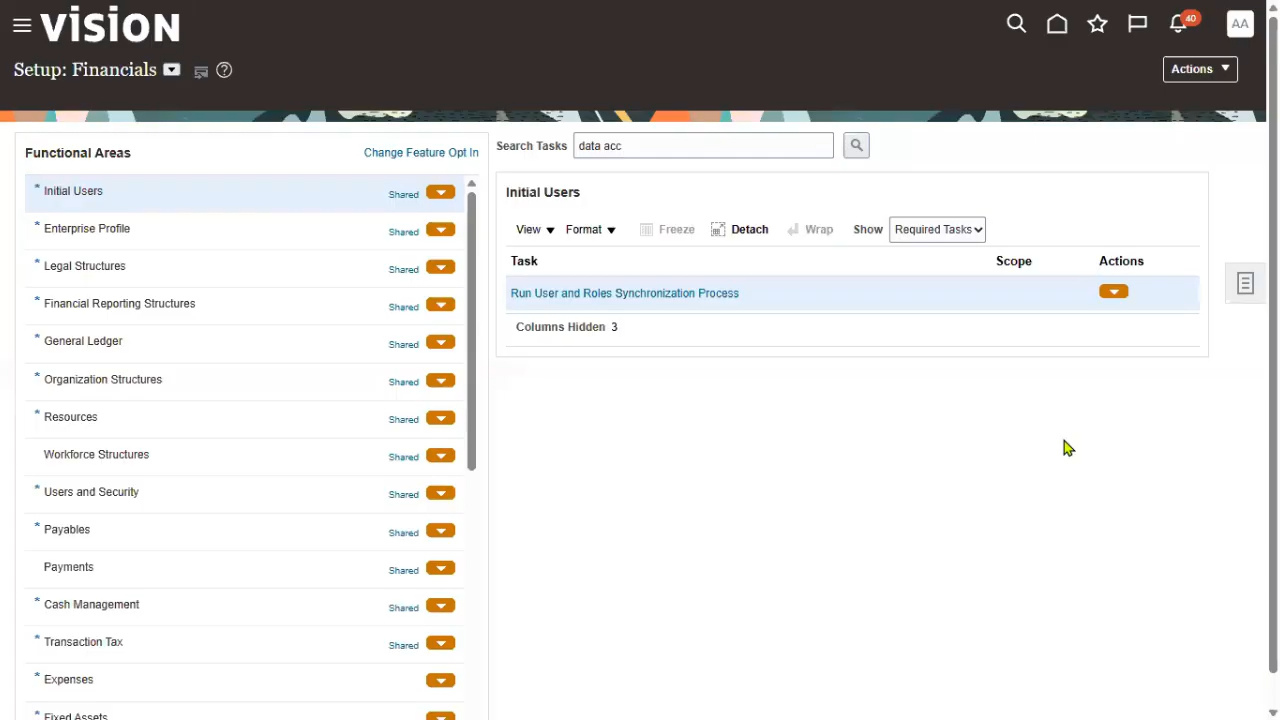 vision
40
AA
Setup: Financials
Actions
Functional Areas
Change Feature Opt In
Search Tasks data acc
* Initial Users Shared
* Enterprise Profile Shared
* Legal Structures Shared
* Financial Reporting Structures Shared
* General Ledger Shared
* Organization Structures Shared
* Resources Shared
Workforce Structures Shared
* Users and Security Shared
* Payables Shared
Payments Shared
* Cash Management Shared
* Transaction Tax Shared
* Expenses
* Fixed Assets
Initial Users
View Format Freeze Detach Wrap Show Required Tasks
Task Scope Actions
Run User and Roles Synchronization Process
Columns Hidden 3